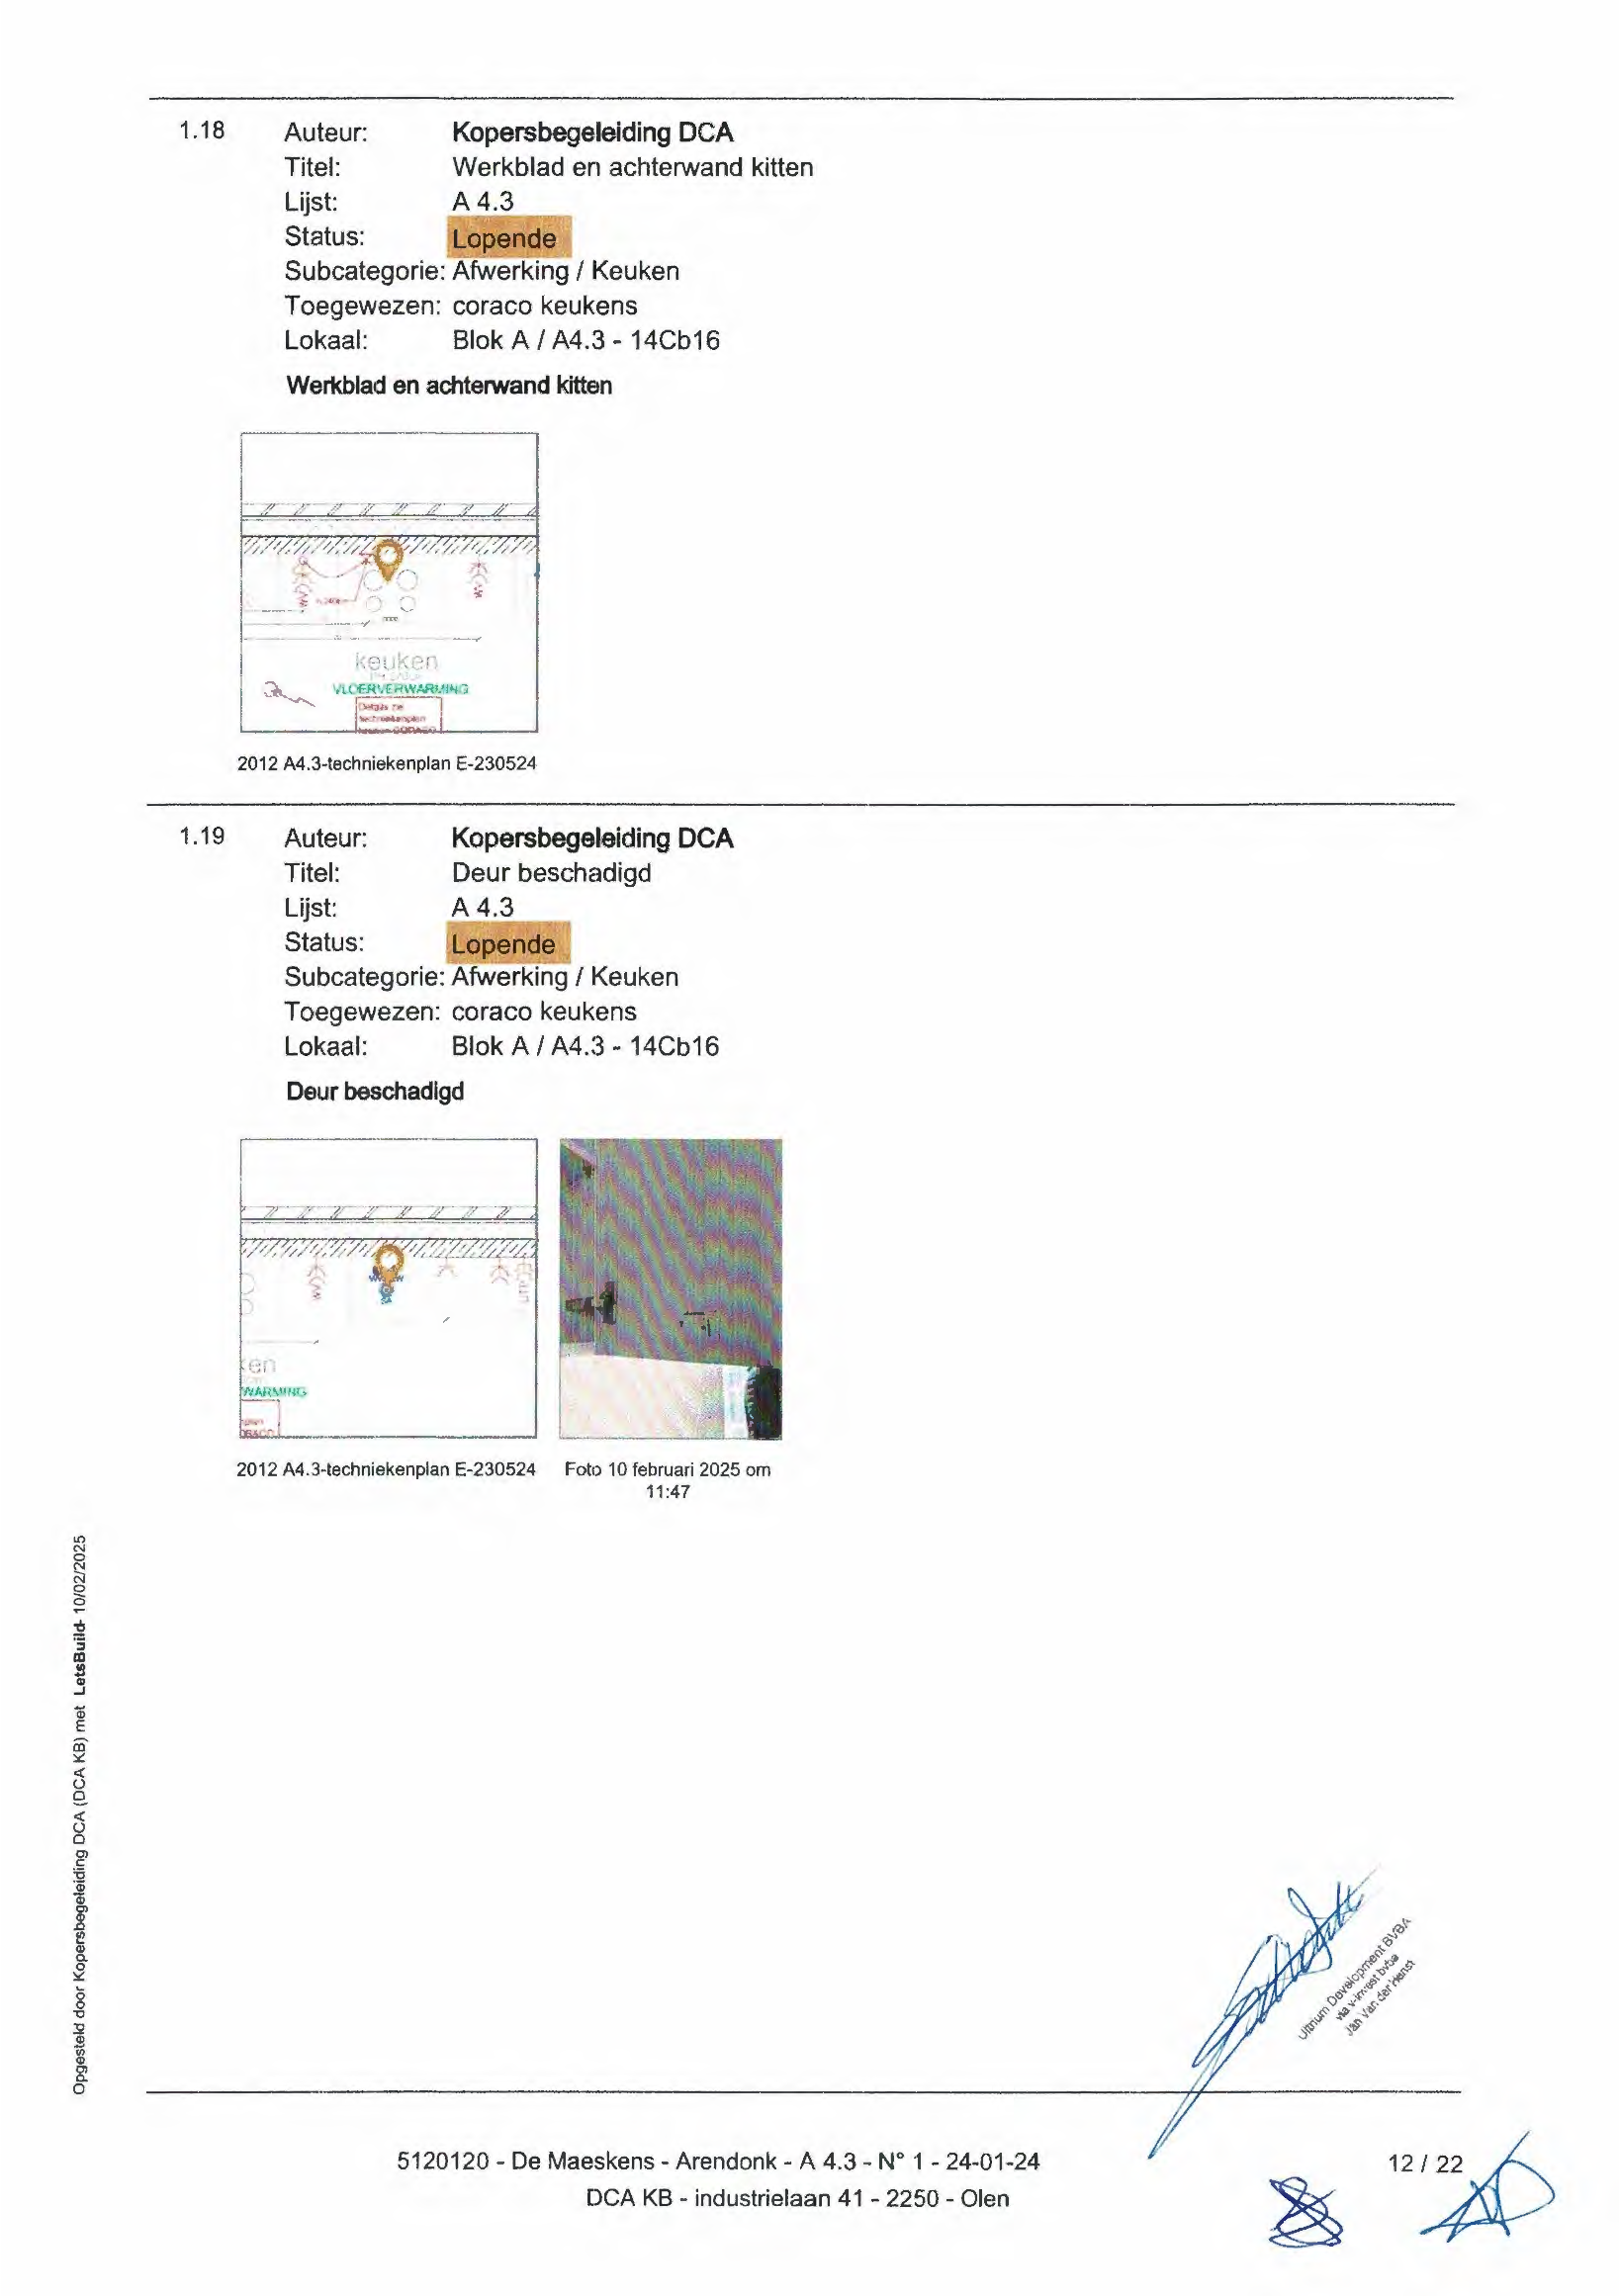 1.18
Auteur: Kopersbegeleiding DCA
Titel: Werkblad en achterwand kitten
Lijst: A 4.3
Status: Lopende
Subcategorie: Afwerking / Keuken
Toegewezen: coraco keukens
Lokaal: Blok A / A4.3 - 14Cb16
Werkblad en achterwand kitten
keuken
VLOERVERWARMING
Details zie
techniekenplan
2012 A4.3-techniekenplan E-230524
1.19
Auteur: Kopersbegeleiding DCA
Titel: Deur beschadigd
Lijst: A 4.3
Status: Lopende
Subcategorie: Afwerking / Keuken
Toegewezen: coraco keukens
Lokaal: Blok A / A4.3 - 14Cb16
Deur beschadigd
ken
WARMING
2012 A4.3-techniekenplan E-230524
Foto 10 februari 2025 om
11:47
Opgesteld door Kopersbegeleiding DCA (DCA KB) met LetsBuild- 10/02/2025
Development BVBA
via v-invest bvba
Jan Van der Henst
5120120 - De Maeskens - Arendonk - A 4.3 - N° 1 - 24-01-24
DCA KB - industrielaan 41 - 2250 - Olen
12 / 22